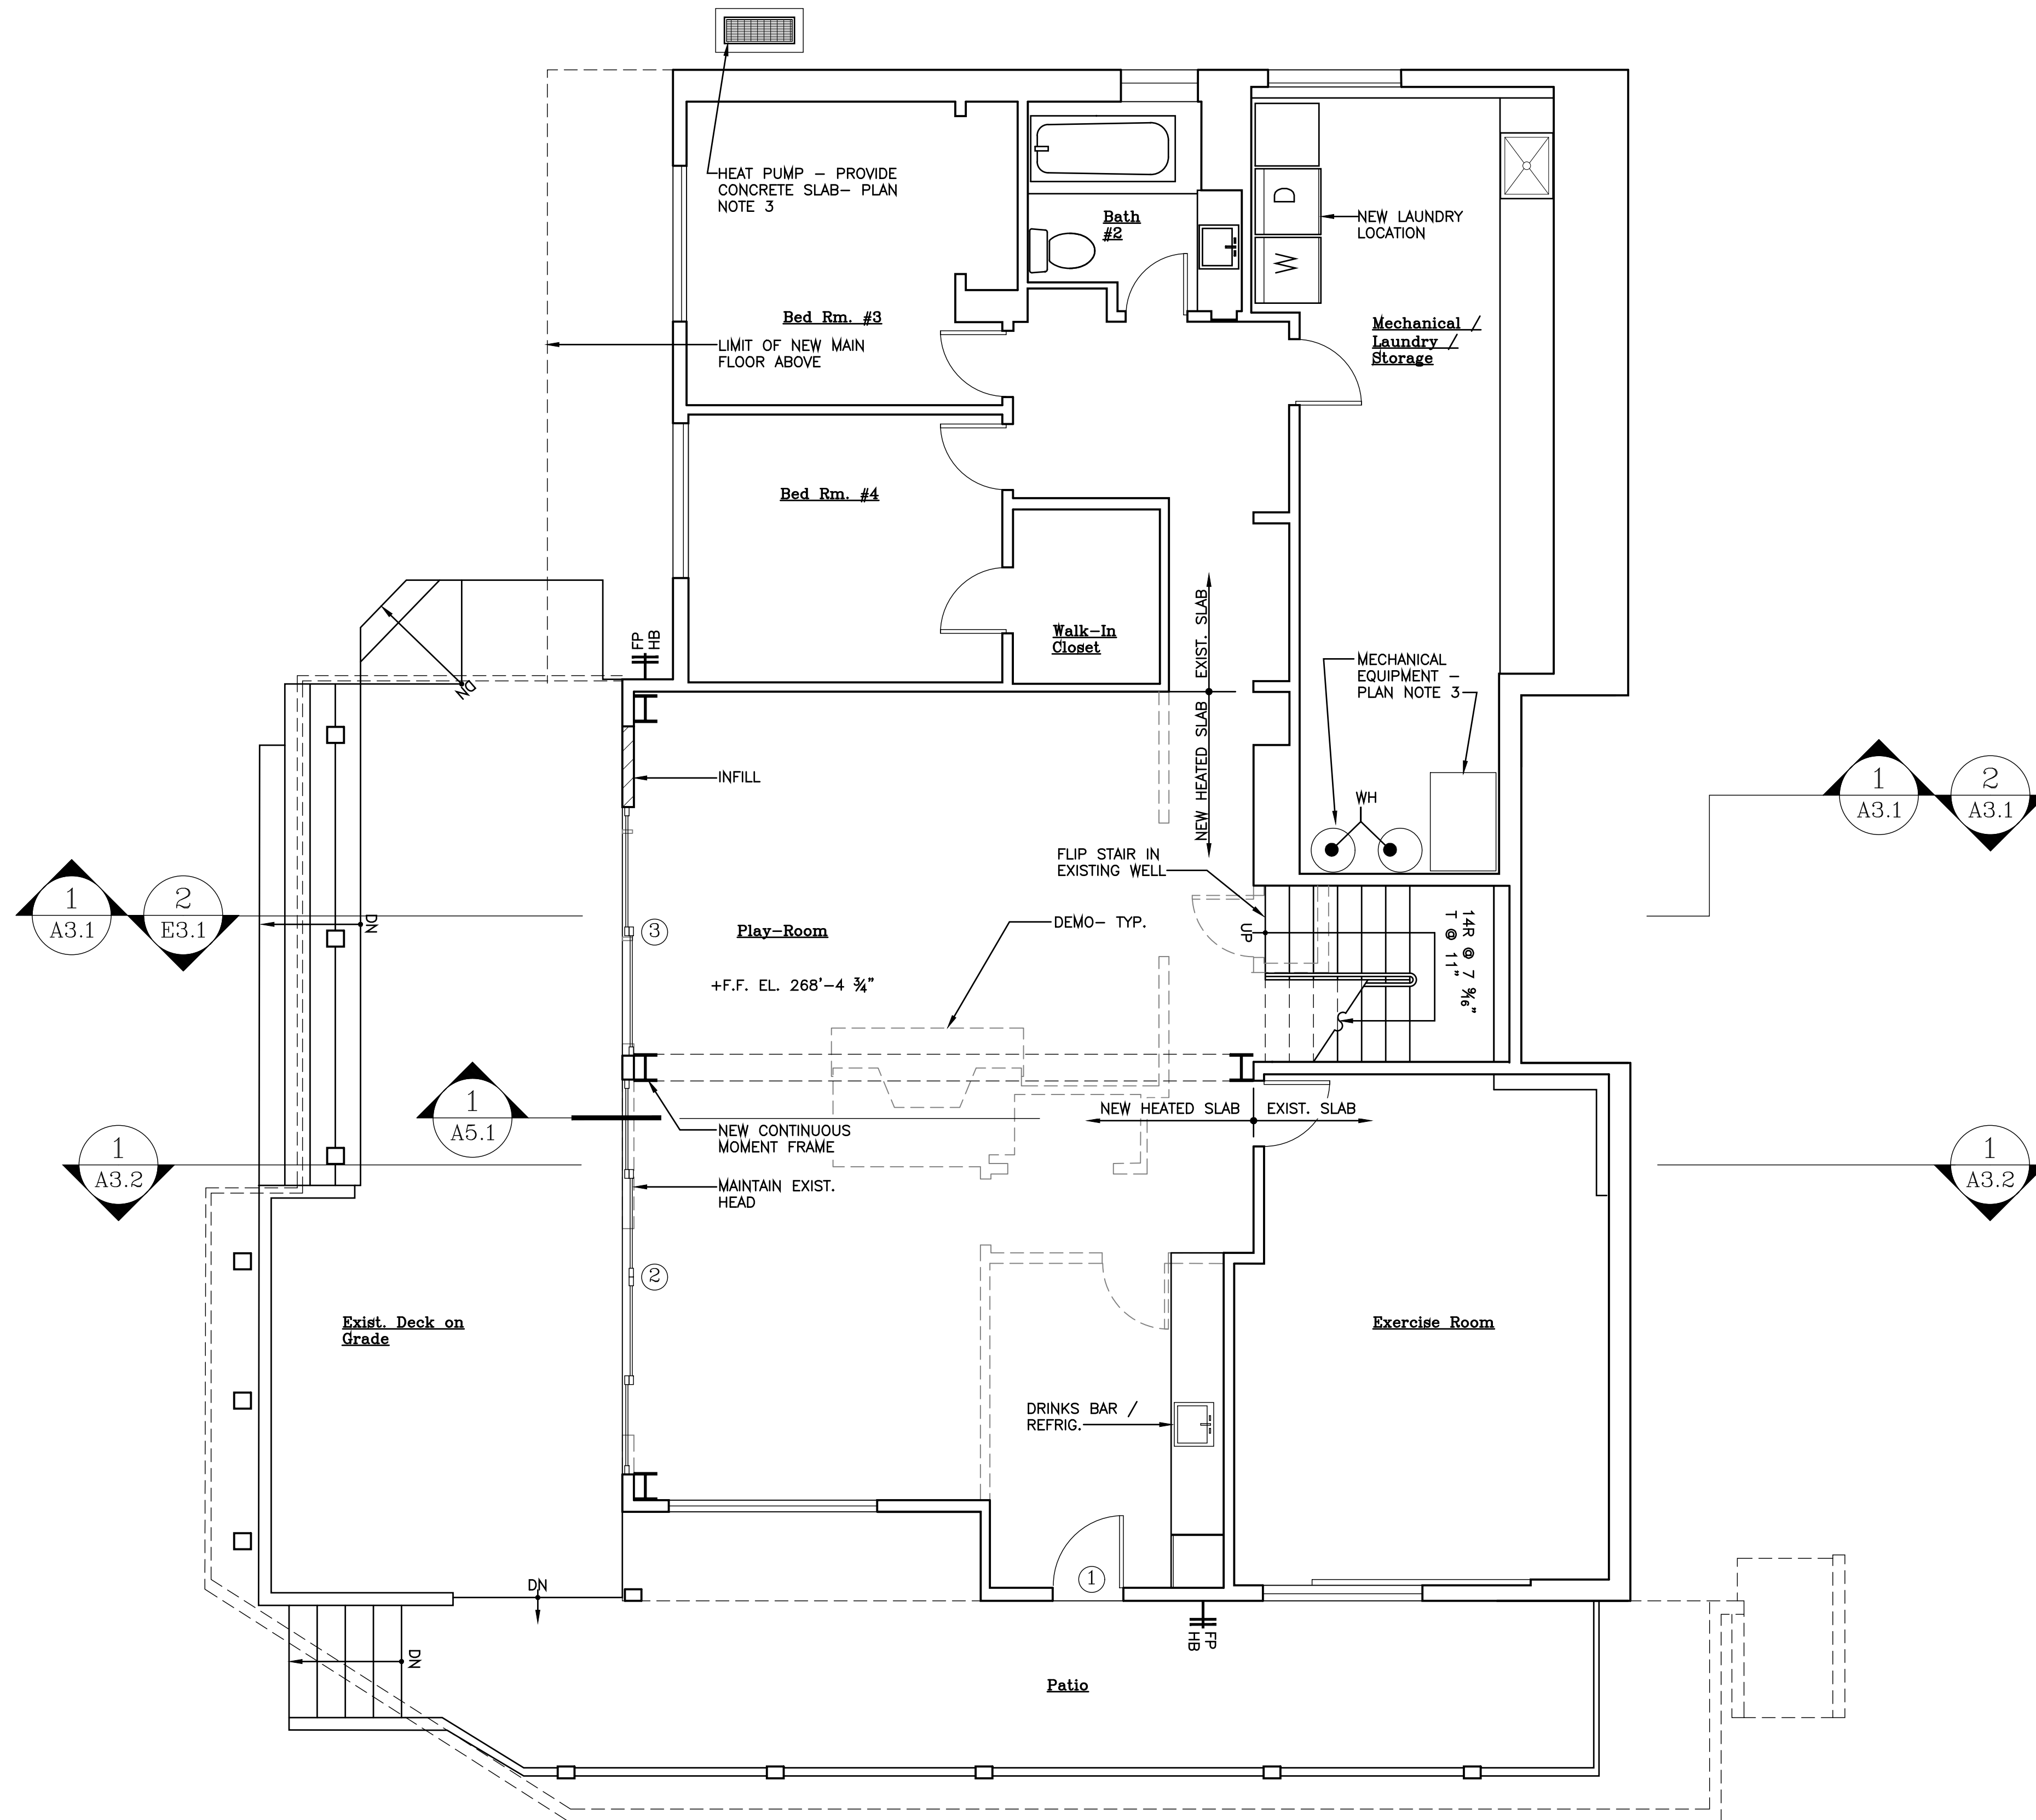 HEAT PUMP – PROVIDE
CONCRETE SLAB– PLAN
NOTE 3
Bath
#2
D
W
NEW LAUNDRY
LOCATION
Bed Rm. #3
LIMIT OF NEW MAIN
FLOOR ABOVE
Mechanical /
Laundry /
Storage
Bed Rm. #4
Walk–In
Closet
FP
HB
EXIST. SLAB
NEW HEATED SLAB
MECHANICAL
EQUIPMENT –
PLAN NOTE 3
DN
INFILL
WH
1
A3.1
2
A3.1
FLIP STAIR IN
EXISTING WELL
1
A3.1
2
E3.1
DN
3
Play–Room
DEMO– TYP.
UP
14R @ 7 9/16"
T @ 11"
+F.F. EL. 268'–4 ¾"
1
A5.1
NEW HEATED SLAB
EXIST. SLAB
NEW CONTINUOUS
MOMENT FRAME
1
A3.2
MAINTAIN EXIST.
HEAD
1
A3.2
2
Exist. Deck on
Grade
Exercise Room
DRINKS BAR /
REFRIG.
1
DN
DN
HB
FP
Patio